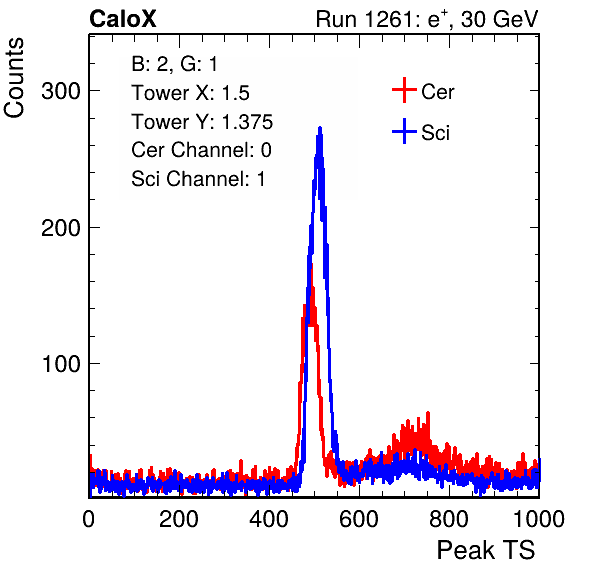 CaloX Run 1261: e⁺, 30 GeV
Counts
B: 2, G: 1
Tower X: 1.5
Tower Y: 1.375
Cer Channel: 0
Sci Channel: 1
Cer
Sci
300
200
100
0 200 400 600 800 1000
Peak TS